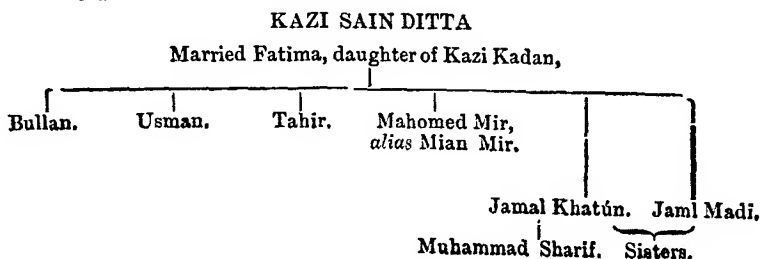 KAZI SAIN DITTA
Married Fatima, daughter of Kazi Kadan,
Bullan. Usman. Tahir. Mahomed Mir,
alias Mian Mir.
Jamal Khatún. Jaml Madi,
Muhammad Sharif. Sisters.